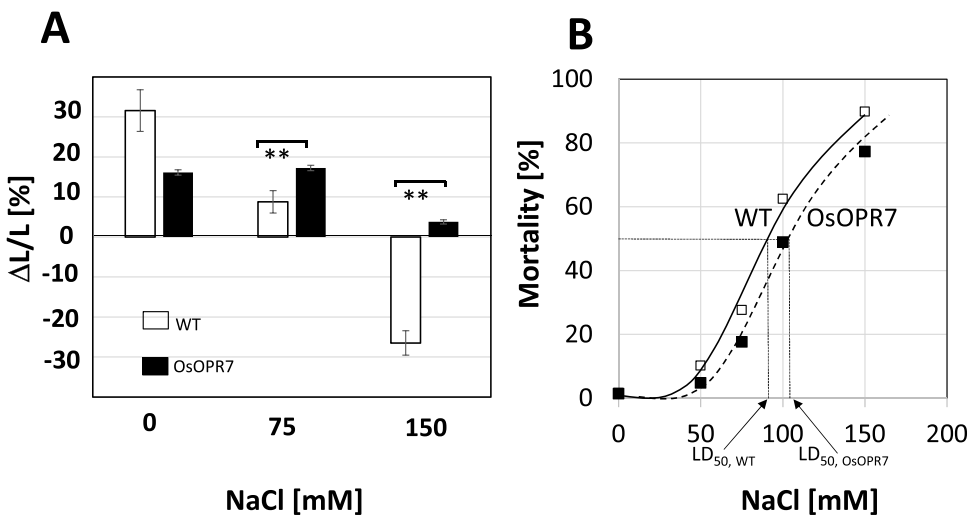 A
ΔL/L [%]
30
20
10
0
-10
-20
-30
**
**
WT
OsOPR7
0 75 150
NaCl [mM]
B
Mortality [%]
100
80
60
40
20
0
WT OsOPR7
0 50 100 150 200
LD50, WT LD50, OsOPR7
NaCl [mM]